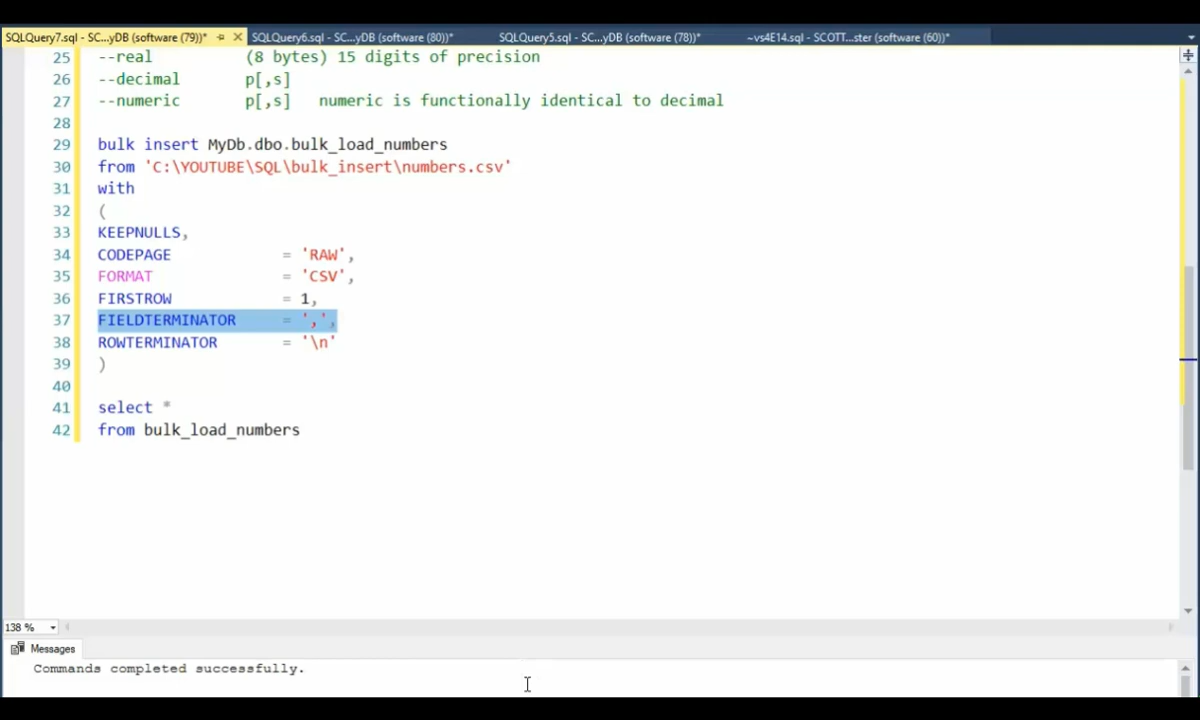 SQLQuery7.sql - SC...yDB (software (79))* SQLQuery6.sql - SC...yDB (software (80))* SQLQuery5.sql - SC...yDB (software (78))* ~vs4E14.sql - SCOTT...ster (software (60))*
25 --real (8 bytes) 15 digits of precision
26 --decimal p[,s]
27 --numeric p[,s] numeric is functionally identical to decimal
28
29 bulk insert MyDb.dbo.bulk_load_numbers
30 from 'C:\YOUTUBE\SQL\bulk_insert\numbers.csv'
31 with
32 (
33 KEEPNULLS,
34 CODEPAGE = 'RAW',
35 FORMAT = 'CSV',
36 FIRSTROW = 1,
37 FIELDTERMINATOR = ',',
38 ROWTERMINATOR = '\n'
39 )
40
41 select *
42 from bulk_load_numbers
138 %
Messages
Commands completed successfully.